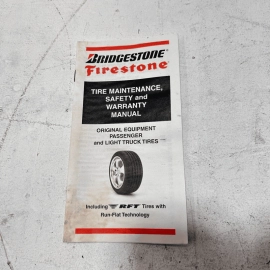 BRIDGESTONE
Firestone
TIRE MAINTENANCE,
SAFETY and
WARRANTY
MANUAL
ORIGINAL EQUIPMENT
PASSENGER
and LIGHT TRUCK TIRES
Including RFT Tires with
Run-Flat Technology